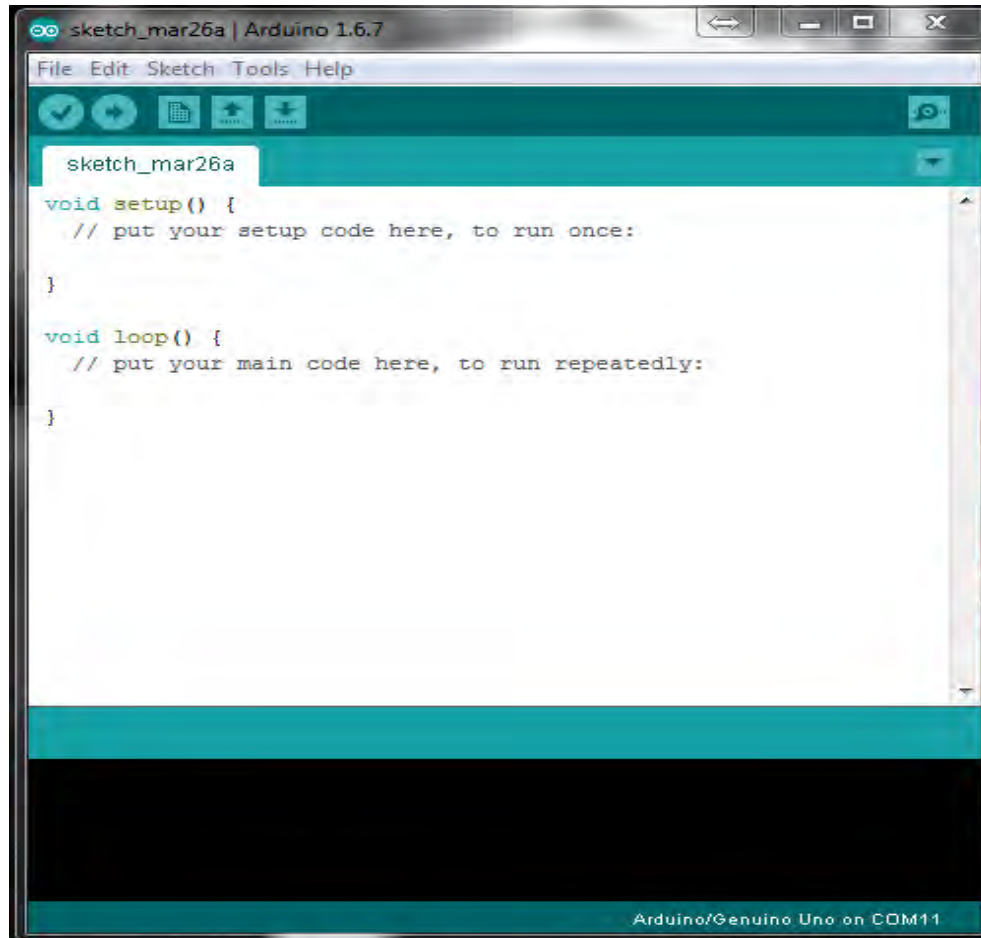 sketch_mar26a | Arduino 1.6.7
File Edit Sketch Tools Help
sketch_mar26a
void setup() {
  // put your setup code here, to run once:
}
void loop() {
  // put your main code here, to run repeatedly:
}
Arduino/Genuino Uno on COM11